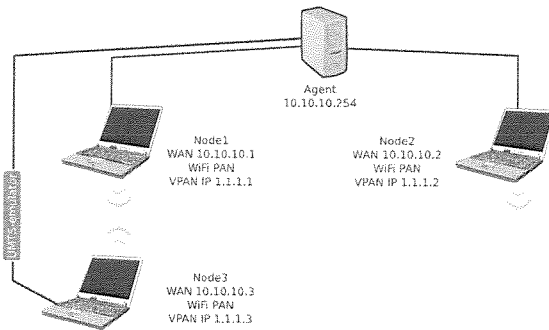 Agent
10.10.10.254
Node1
WAN 10.10.10.1
WiFi PAN
VPAN IP 1.1.1.1
Node2
WAN 10.10.10.2
WiFi PAN
VPAN IP 1.1.1.2
UMTS emulator
Node3
WAN 10.10.10.3
WiFi PAN
VPAN IP 1.1.1.3